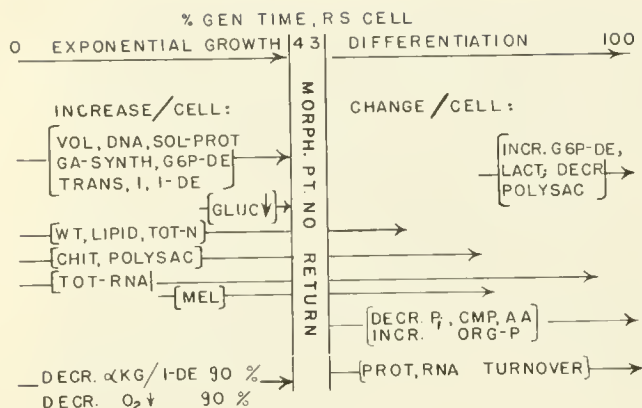 % GEN TIME, RS CELL
0 EXPONENTIAL GROWTH 43 DIFFERENTIATION 100
INCREASE/CELL:
VOL, DNA, SOL-PROT
GA-SYNTH, G6P-DE
TRANS, I, I-DE
GLUC↓
WT, LIPID, TOT-N
CHIT, POLYSAC
TOT-RNA
MEL
DECR. αKG/I-DE 90 %
DECR. O₂↓ 90 %
MORPH. PT. NO RETURN
CHANGE/CELL:
INCR. G6P-DE,
LACT; DECR
POLYSAC
DECR. Pi, CMP, AA
INCR. ORG-P
PROT, RNA TURNOVER